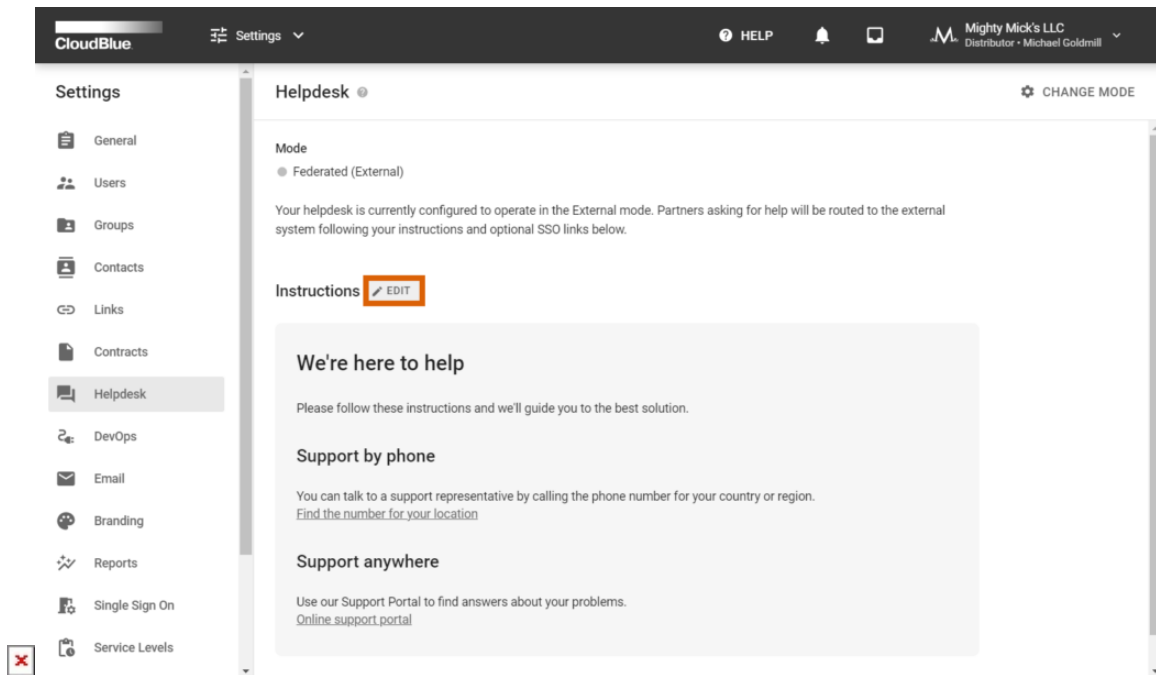 CloudBlue
Settings
HELP
Mighty Mick's LLC
Distributor • Michael Goldmill
Settings
General
Users
Groups
Contacts
Links
Contracts
Helpdesk
DevOps
Email
Branding
Reports
Single Sign On
Service Levels
Helpdesk
CHANGE MODE
Mode
Federated (External)
Your helpdesk is currently configured to operate in the External mode. Partners asking for help will be routed to the external
system following your instructions and optional SSO links below.
Instructions EDIT
We're here to help
Please follow these instructions and we'll guide you to the best solution.
Support by phone
You can talk to a support representative by calling the phone number for your country or region.
Find the number for your location
Support anywhere
Use our Support Portal to find answers about your problems.
Online support portal